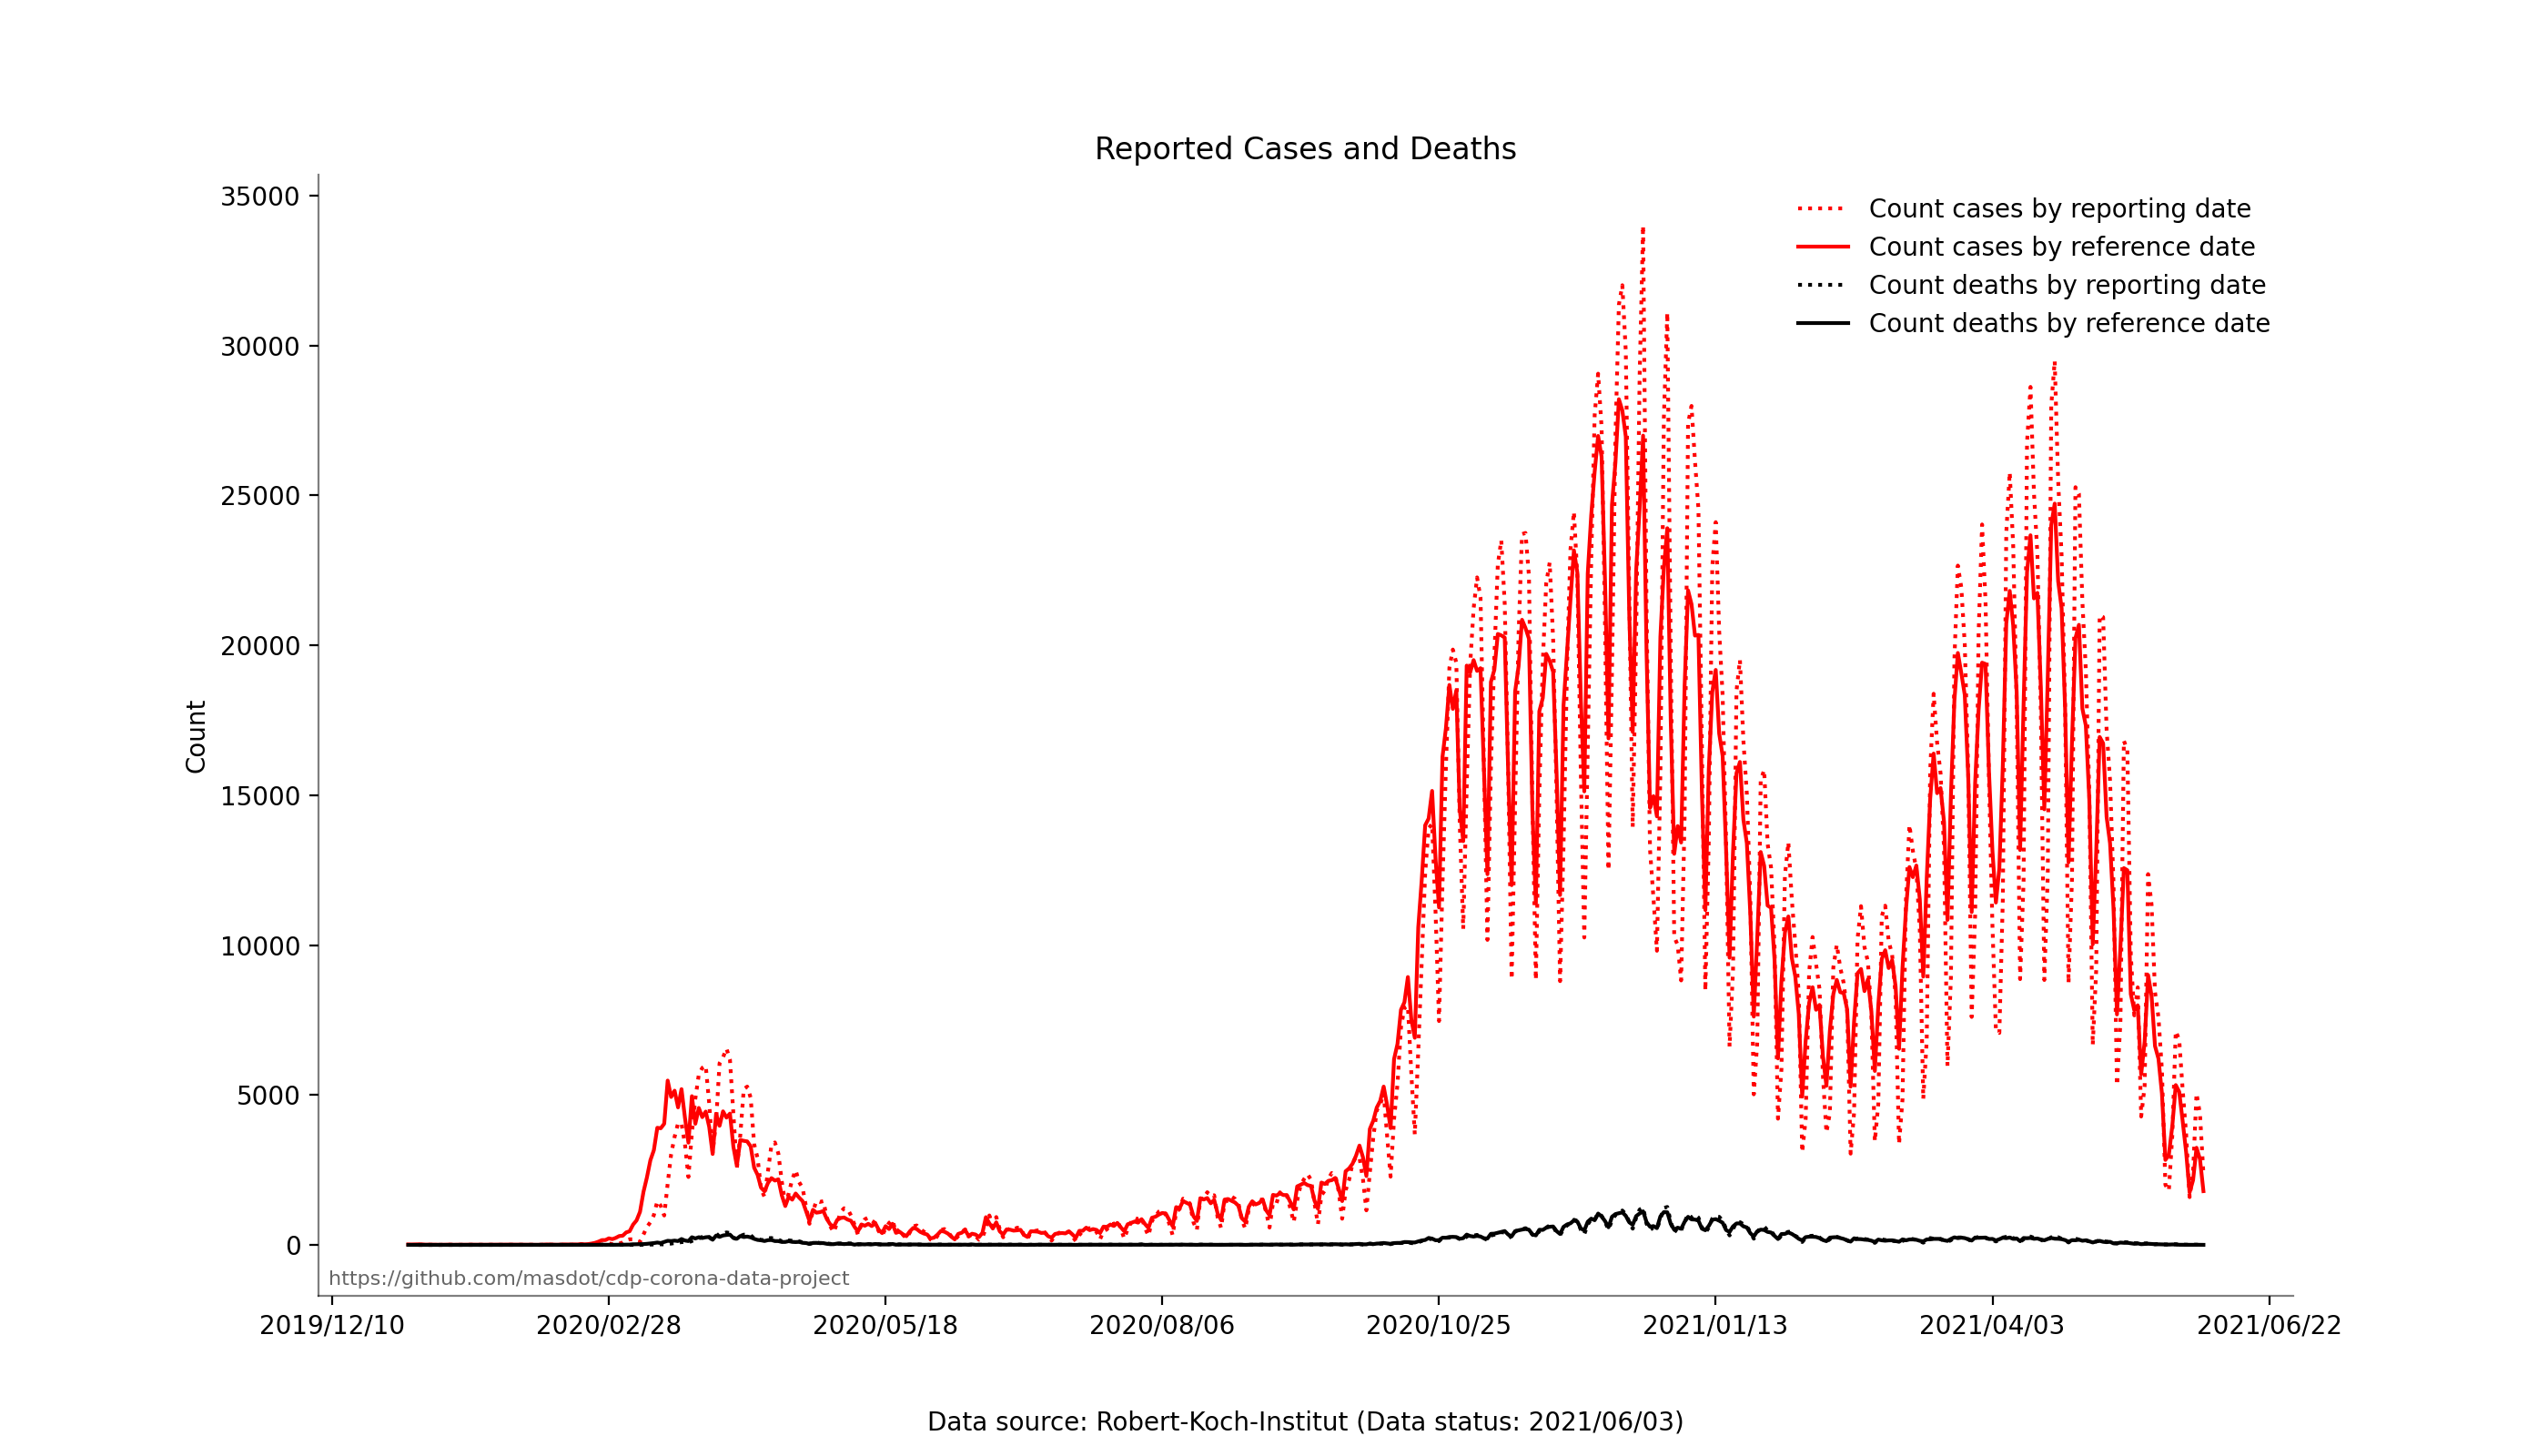 Reported Cases and Deaths
35000
30000
25000
20000
15000
10000
5000
0
Count
Count cases by reporting date
Count cases by reference date
Count deaths by reporting date
Count deaths by reference date
https://github.com/masdot/cdp-corona-data-project
2019/12/10 2020/02/28 2020/05/18 2020/08/06 2020/10/25 2021/01/13 2021/04/03 2021/06/22
Data source: Robert-Koch-Institut (Data status: 2021/06/03)